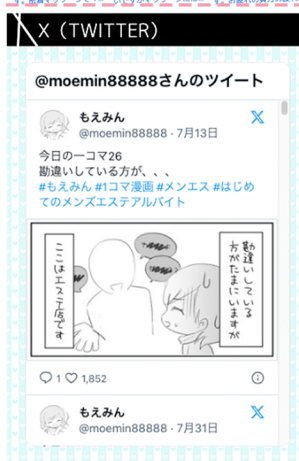 X（TWITTER）
@moemin88888さんのツイート
もえみん
@moemin88888 · 7月13日
今日の一コマ26
勘違いしている方が、、、
#もえみん #1コマ漫画 #メンエス #はじめ
てのメンズエステアルバイト
勘違いしている
方がたまにいますが
ここはエステ店です
1 1,852
もえみん
@moemin88888 · 7月31日